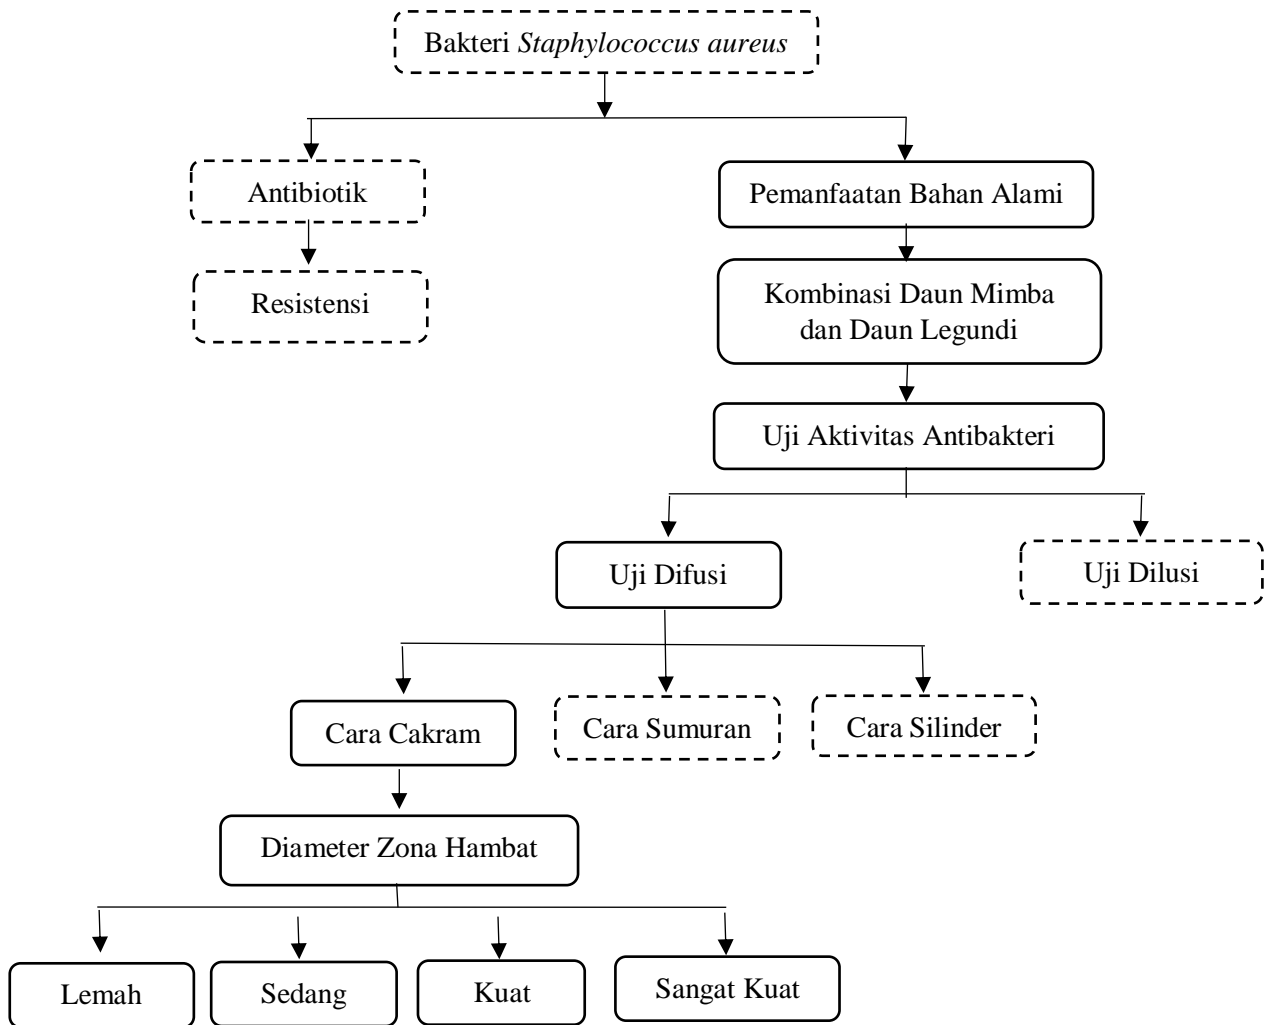 Bakteri Staphylococcus aureus
Antibiotik
Pemanfaatan Bahan Alami
Resistensi
Kombinasi Daun Mimba
dan Daun Legundi
Uji Aktivitas Antibakteri
Uji Difusi
Uji Dilusi
Cara Cakram
Cara Sumuran
Cara Silinder
Diameter Zona Hambat
Lemah
Sedang
Kuat
Sangat Kuat